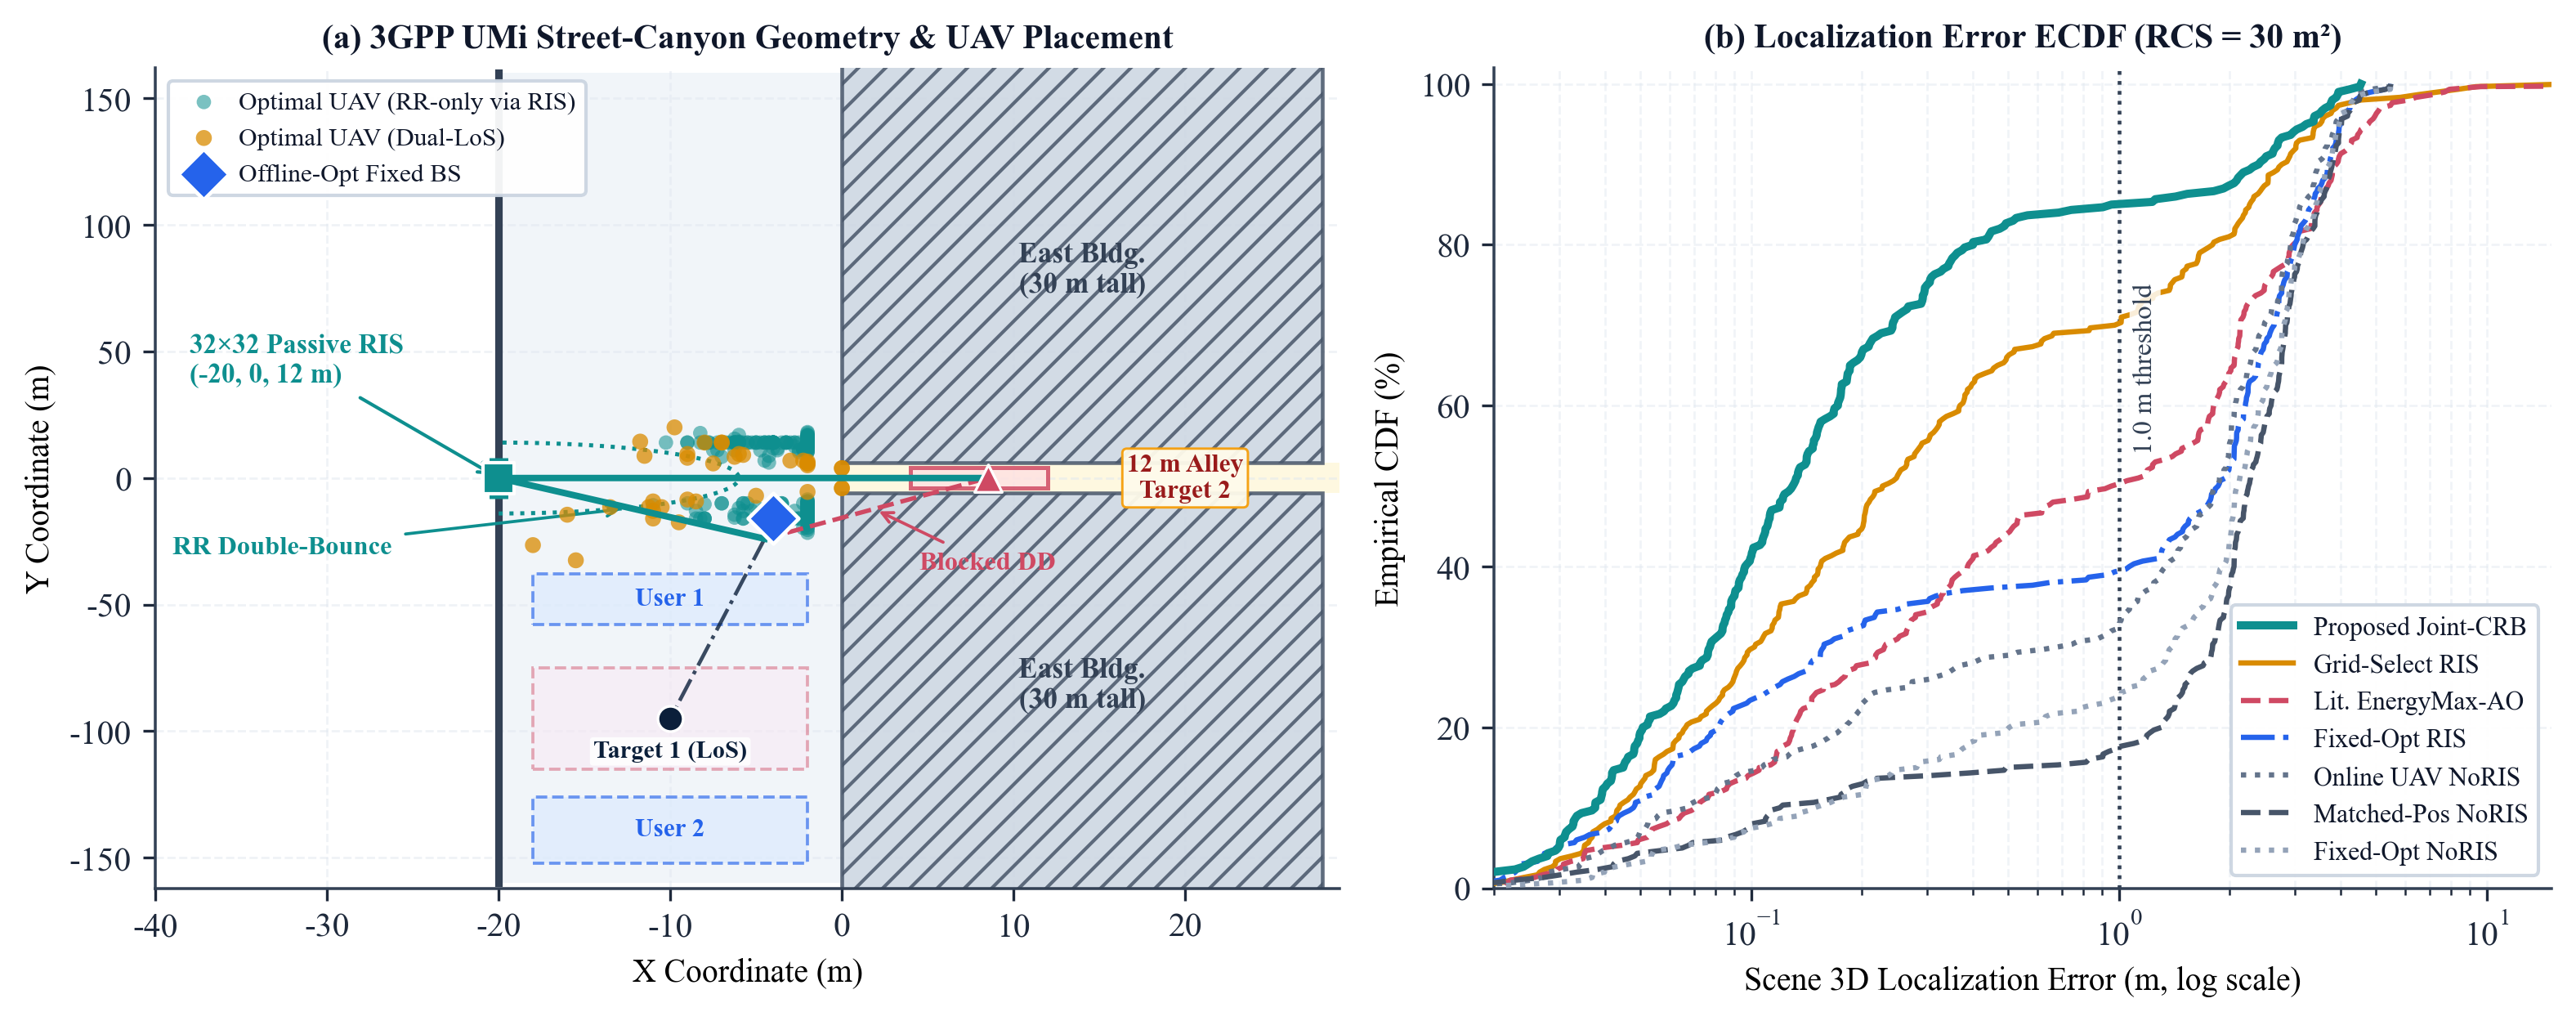 (a) 3GPP UMi Street-Canyon Geometry & UAV Placement
Optimal UAV (RR-only via RIS)
Optimal UAV (Dual-LoS)
Offline-Opt Fixed BS
150
100
50
0
-50
-100
-150
Y Coordinate (m)
East Bldg.
(30 m tall)
32×32 Passive RIS
(-20, 0, 12 m)
12 m Alley
Target 2
RR Double-Bounce
Blocked DD
User 1
East Bldg.
(30 m tall)
Target 1 (LoS)
User 2
-40
-30
-20
-10
0
10
20
X Coordinate (m)
(b) Localization Error ECDF (RCS = 30 m²)
100
80
60
40
20
0
Empirical CDF (%)
1.0 m threshold
Proposed Joint-CRB
Grid-Select RIS
Lit. EnergyMax-AO
Fixed-Opt RIS
Online UAV NoRIS
Matched-Pos NoRIS
Fixed-Opt NoRIS
10⁻¹
10⁰
10¹
Scene 3D Localization Error (m, log scale)